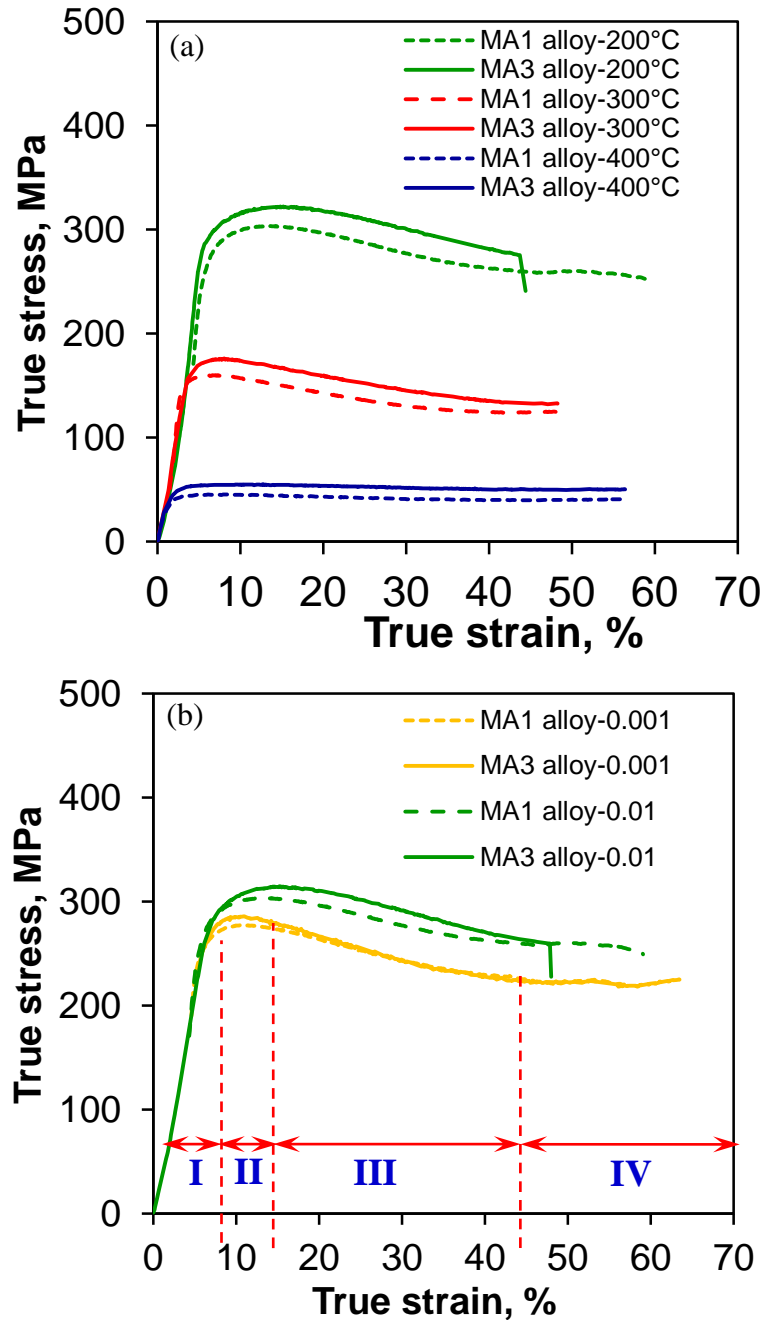 (a)
MA1 alloy-200°C
MA3 alloy-200°C
MA1 alloy-300°C
MA3 alloy-300°C
MA1 alloy-400°C
MA3 alloy-400°C
500
400
300
200
100
0
True stress, MPa
0 10 20 30 40 50 60 70
True strain, %
(b)
MA1 alloy-0.001
MA3 alloy-0.001
MA1 alloy-0.01
MA3 alloy-0.01
500
400
300
200
100
0
True stress, MPa
I II III IV
0 10 20 30 40 50 60 70
True strain, %